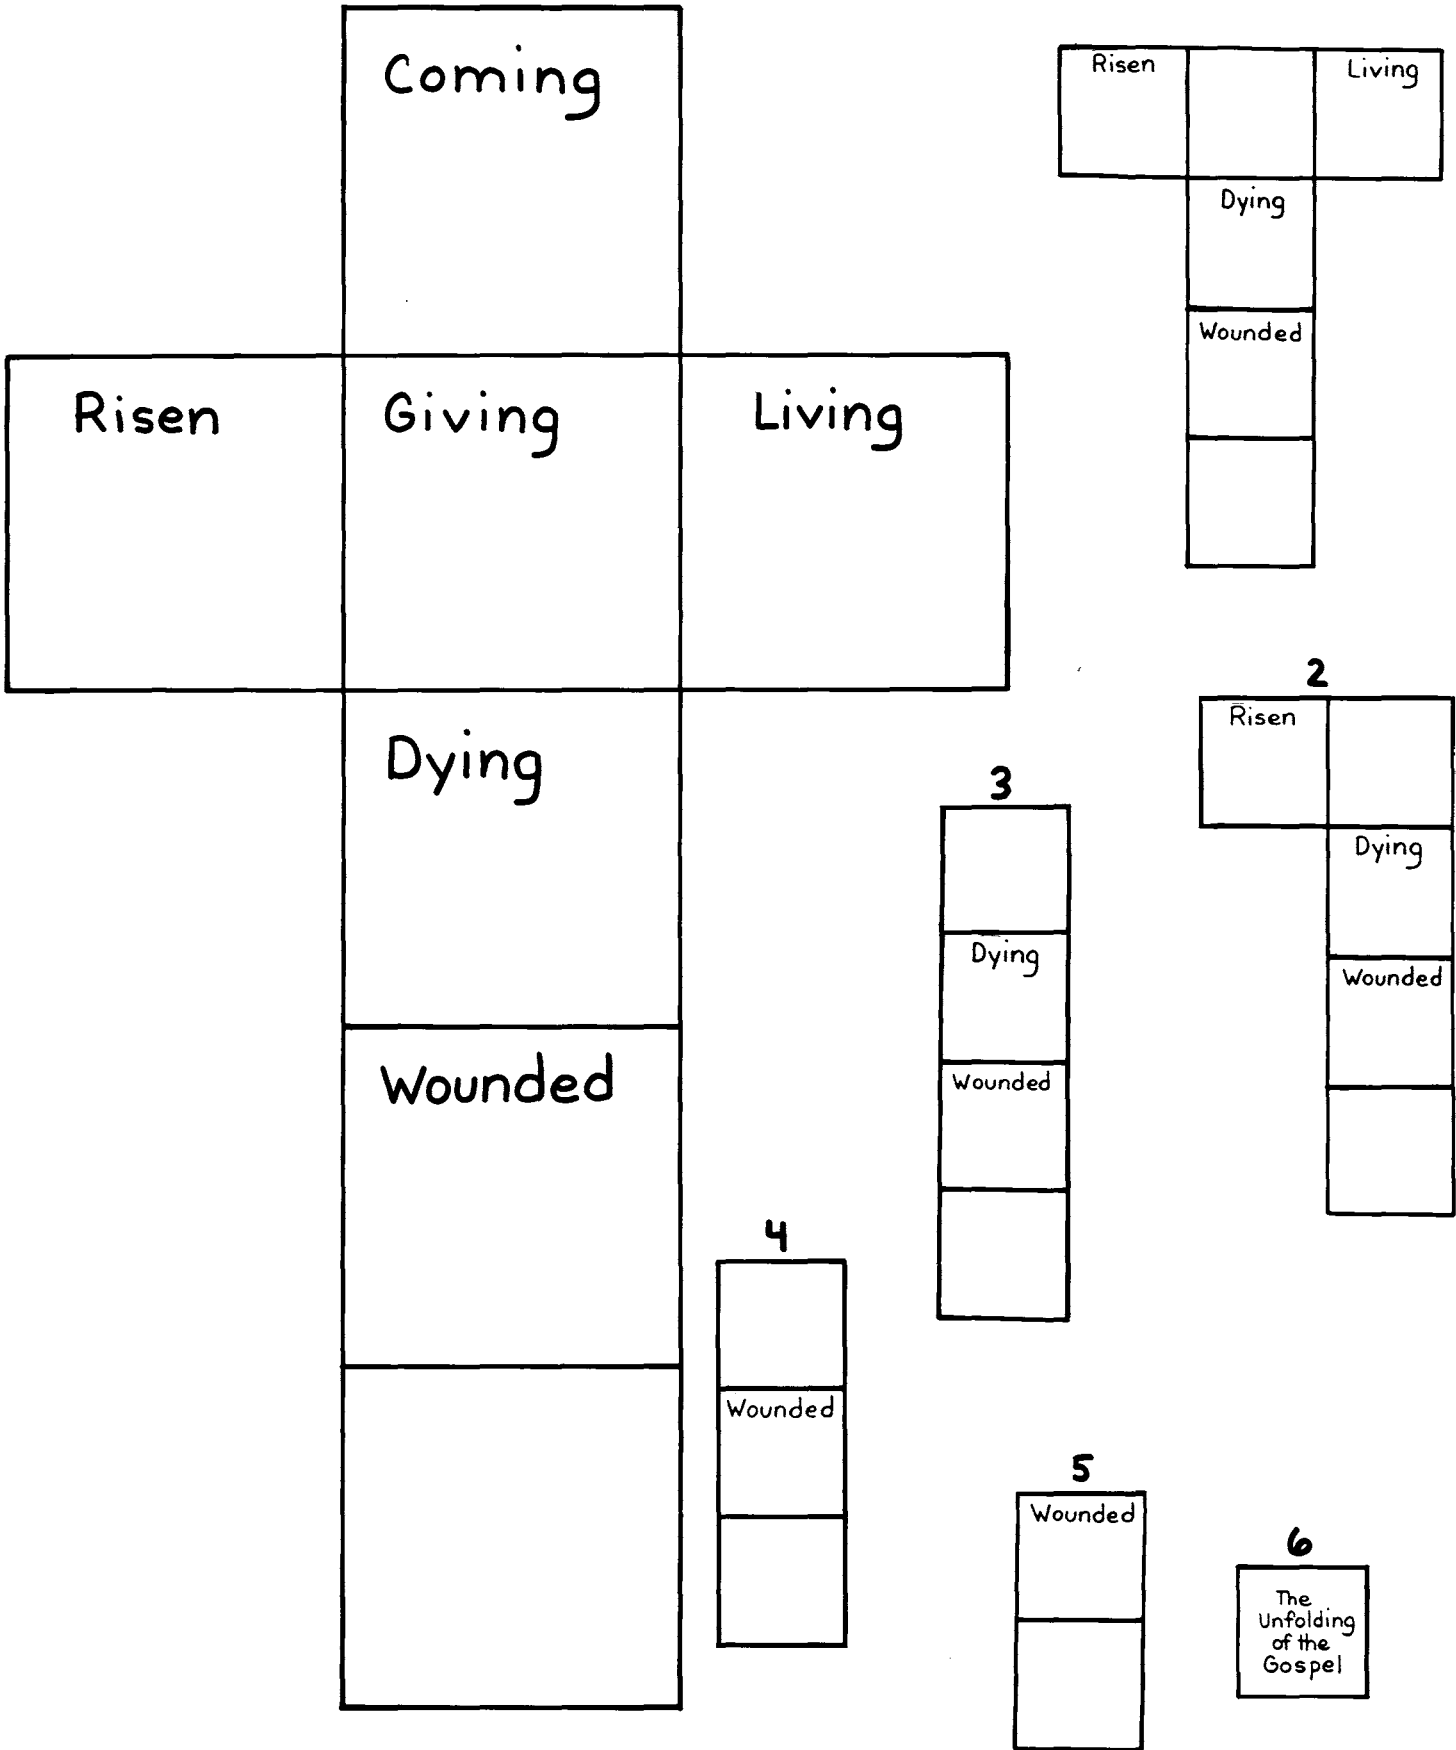 Coming
Risen
Giving
Living
Dying
Wounded
Risen
Living
Dying
Wounded
2
Risen
Dying
Wounded
3
Dying
Wounded
4
Wounded
5
Wounded
6
The
Unfolding
of the
Gospel